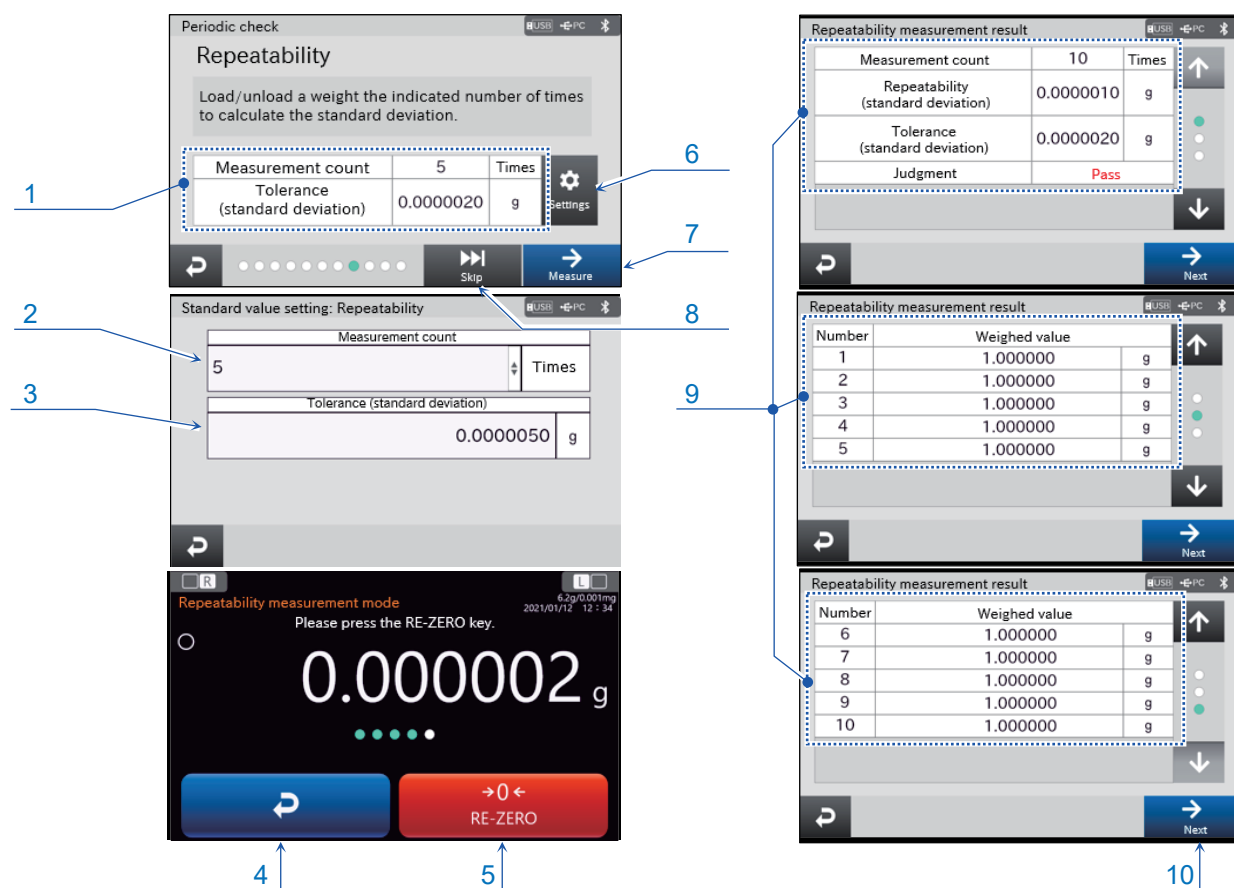 Periodic check
USB PC
Repeatability
Load/unload a weight the indicated number of times
to calculate the standard deviation.
Measurement count 5 Times
Tolerance
(standard deviation) 0.0000020 g
Settings
Skip
Measure
1
6
7
8
Standard value setting: Repeatability
USB PC
Measurement count
5 Times
Tolerance (standard deviation)
0.0000050 g
2
3
R L
Repeatability measurement mode
6.2g/0.001mg
2021/01/12 12:34
Please press the RE-ZERO key.
0.000002 g
→0←
RE-ZERO
4
5
Repeatability measurement result
USB PC
Measurement count 10 Times
Repeatability
(standard deviation) 0.0000010 g
Tolerance
(standard deviation) 0.0000020 g
Judgment Pass
Next
Repeatability measurement result
USB PC
Number Weighed value
1 1.000000 g
2 1.000000 g
3 1.000000 g
4 1.000000 g
5 1.000000 g
Next
9
Repeatability measurement result
USB PC
Number Weighed value
6 1.000000 g
7 1.000000 g
8 1.000000 g
9 1.000000 g
10 1.000000 g
Next
10